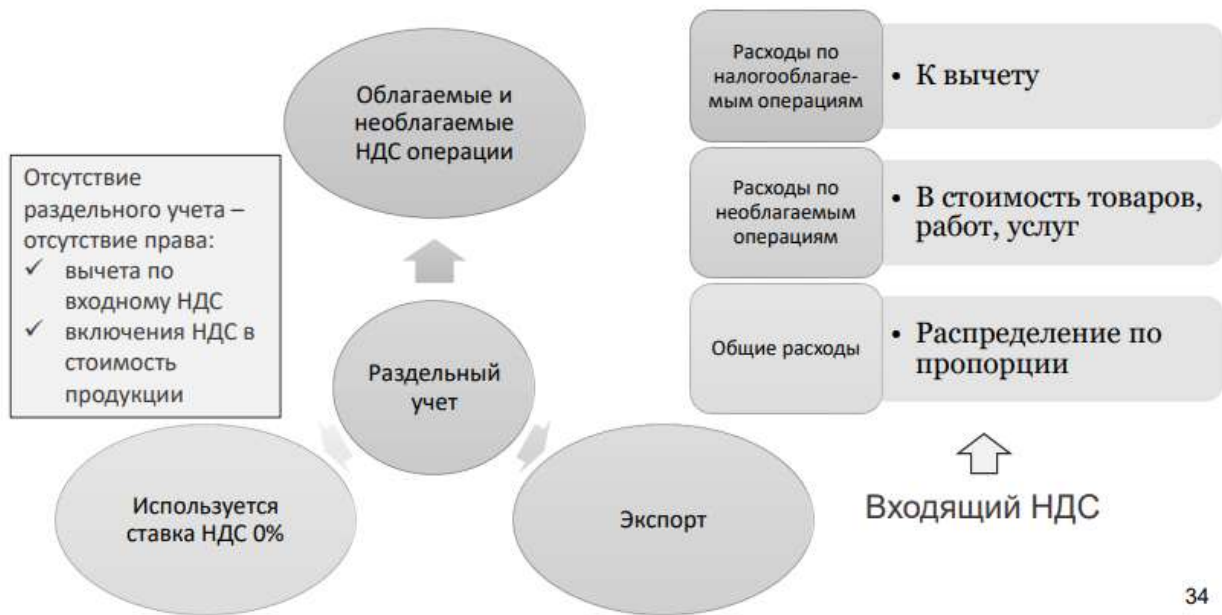 Облагаемые и
необлагаемые
НДС операции
Отсутствие
раздельного учета –
отсутствие права:
✓ вычета по
входному НДС
✓ включения НДС в
стоимость
продукции
Раздельный
учет
Используется
ставка НДС 0%
Экспорт
Расходы по
налогооблагае-
мым операциям
• К вычету
Расходы по
необлагаемым
операциям
• В стоимость товаров,
работ, услуг
Общие расходы
• Распределение по
пропорции
Входящий НДС
34